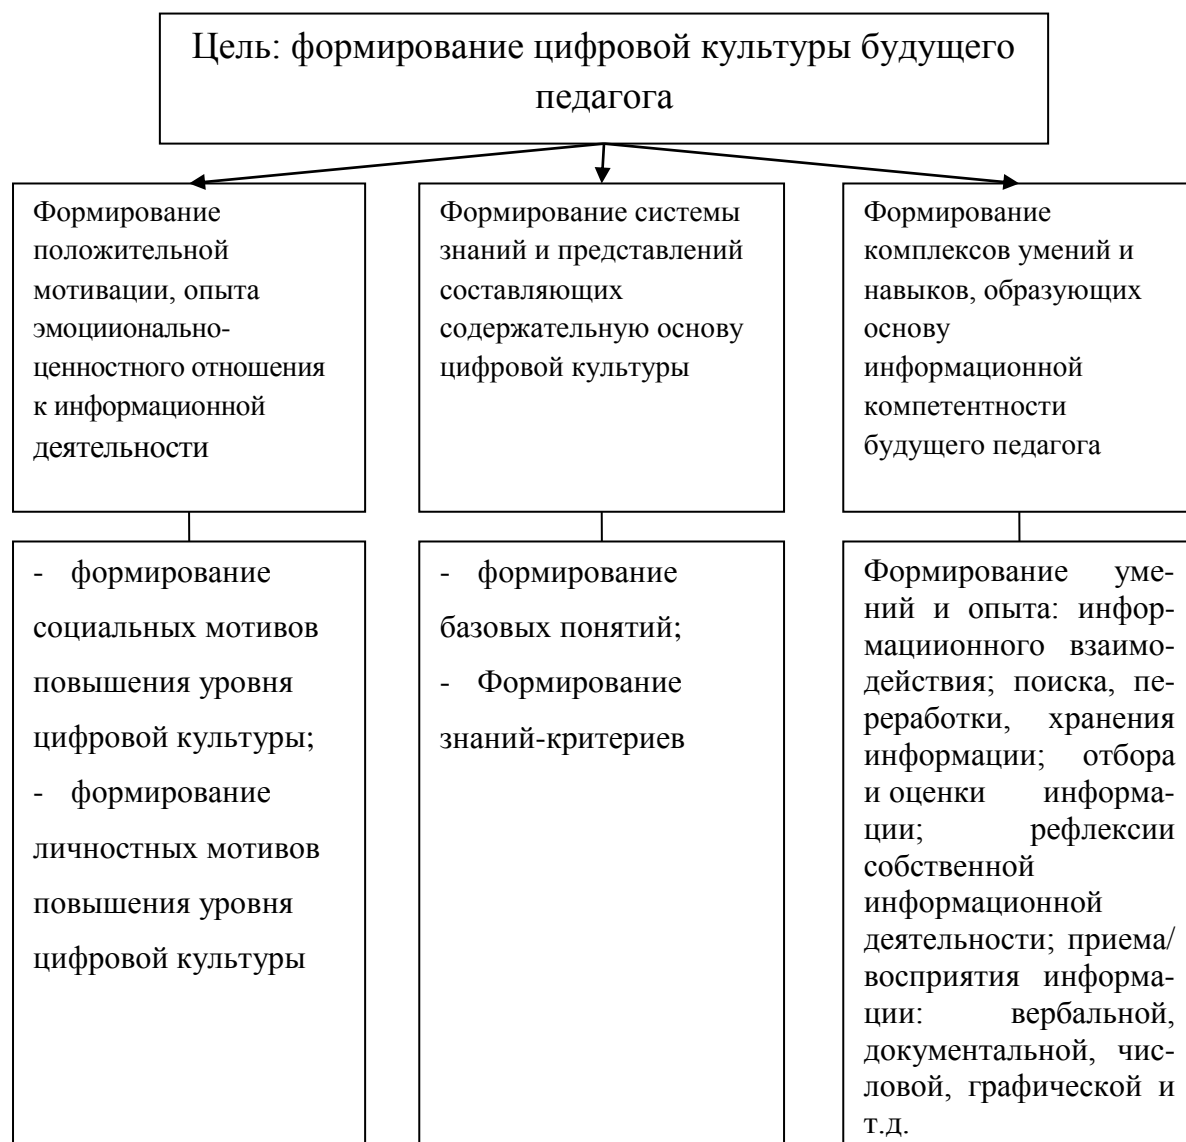 Цель: формирование цифровой культуры будущего
педагога
Формирование
положительной
мотивации, опыта
эмоциионально-
ценностного отношения
к информационной
деятельности
Формирование системы
знаний и представлений
составляющих
содержательную основу
цифровой культуры
Формирование
комплексов умений и
навыков, образующих
основу
информационной
компетентности
будущего педагога
- формирование
социальных мотивов
повышения уровня
цифровой культуры;
- формирование
личностных мотивов
повышения уровня
цифровой культуры
- формирование
базовых понятий;
- Формирование
знаний-критериев
Формирование уме-
ний и опыта: инфор-
мациионного взаимо-
действия; поиска, пе-
реработки, хранения
информации; отбора
и оценки информа-
ции; рефлексии
собственной
информационной
деятельности; приема/
восприятия информа-
ции: вербальной,
документальной, чис-
ловой, графической и
т.д.